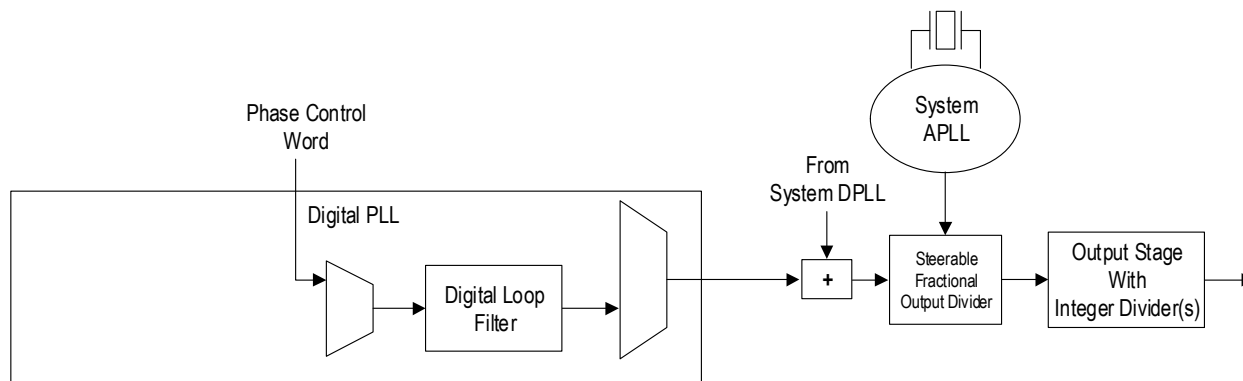 System
APLL
Phase Control
Word
From
System DPLL
Digital PLL
Digital Loop
Filter
+
Steerable
Fractional
Output Divider
Output Stage
With
Integer Divider(s)